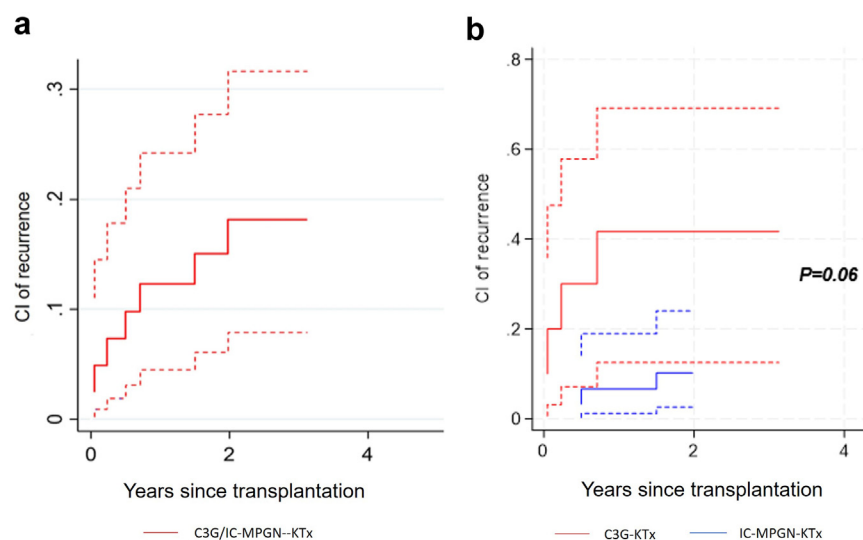 a
CI of recurrence
.3
.2
.1
0
0 2 4
Years since transplantation
C3G/IC-MPGN--KTx
b
CI of recurrence
.8
.6
.4
.2
0
P=0.06
0 2 4
Years since transplantation
C3G-KTx IC-MPGN-KTx